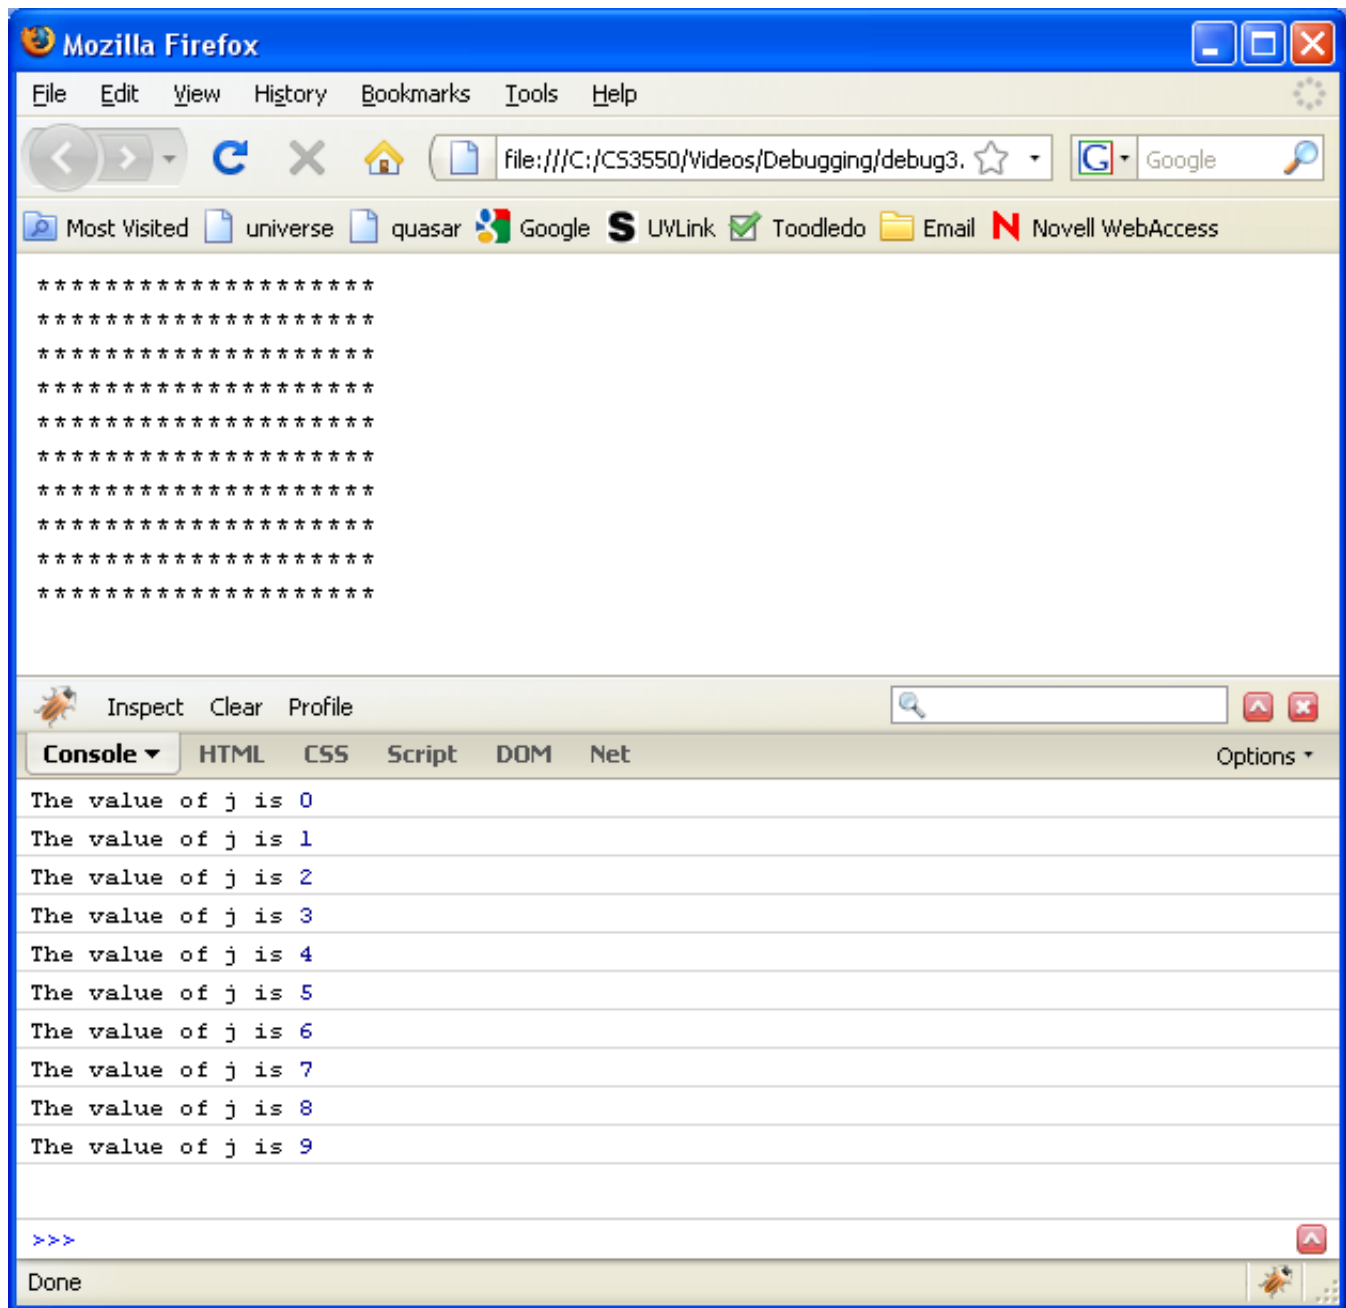 Mozilla Firefox
File Edit View History Bookmarks Tools Help
file:///C:/CS3550/Videos/Debugging/debug3. G Google
Most Visited universe quasar Google S UVLink Toodledo Email N Novell WebAccess
* * * * * * * * * * * * * * * * * * * *
* * * * * * * * * * * * * * * * * * * *
* * * * * * * * * * * * * * * * * * * *
* * * * * * * * * * * * * * * * * * * *
* * * * * * * * * * * * * * * * * * * *
* * * * * * * * * * * * * * * * * * * *
* * * * * * * * * * * * * * * * * * * *
* * * * * * * * * * * * * * * * * * * *
* * * * * * * * * * * * * * * * * * * *
* * * * * * * * * * * * * * * * * * * *
Inspect Clear Profile
Console HTML CSS Script DOM Net Options
The value of j is 0
The value of j is 1
The value of j is 2
The value of j is 3
The value of j is 4
The value of j is 5
The value of j is 6
The value of j is 7
The value of j is 8
The value of j is 9
>>>
Done